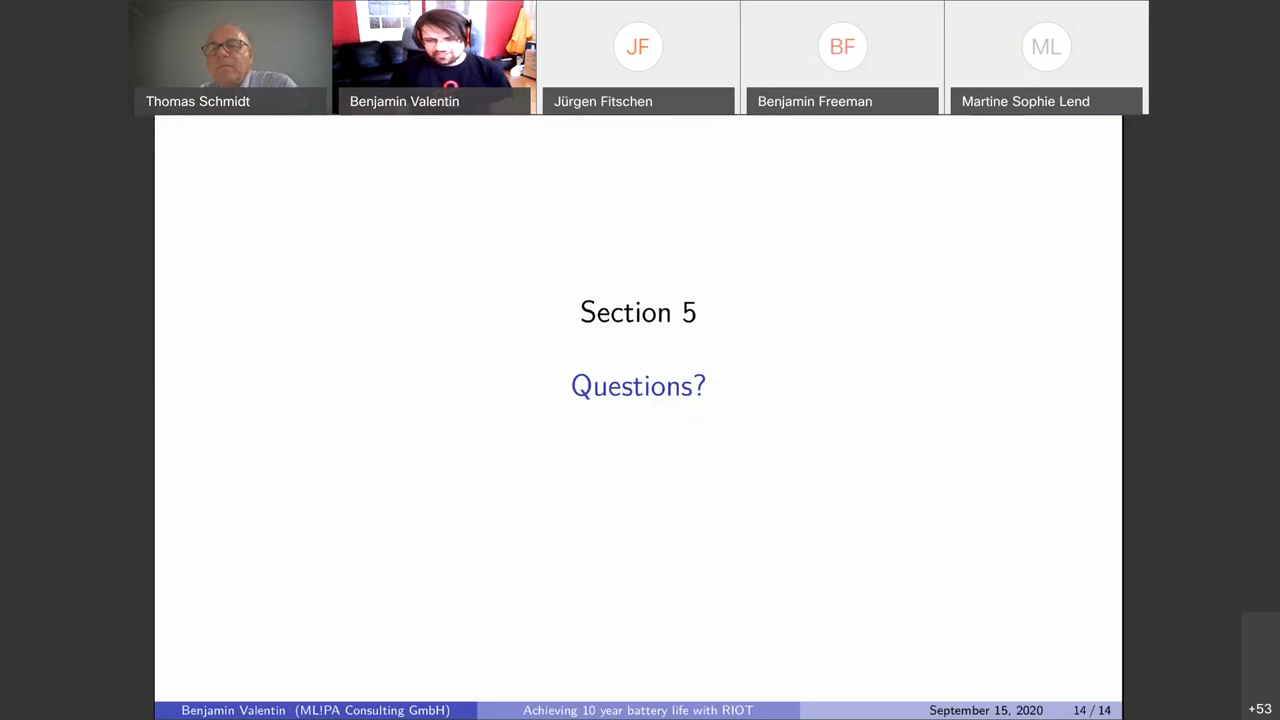 JF
BF
ML
Thomas Schmidt
Benjamin Valentin
Jürgen Fitschen
Benjamin Freeman
Martine Sophie Lend
Section 5
Questions?
Benjamin Valentin (ML!PA Consulting GmbH)
Achieving 10 year battery life with RIOT
September 15, 2020
14 / 14
+53